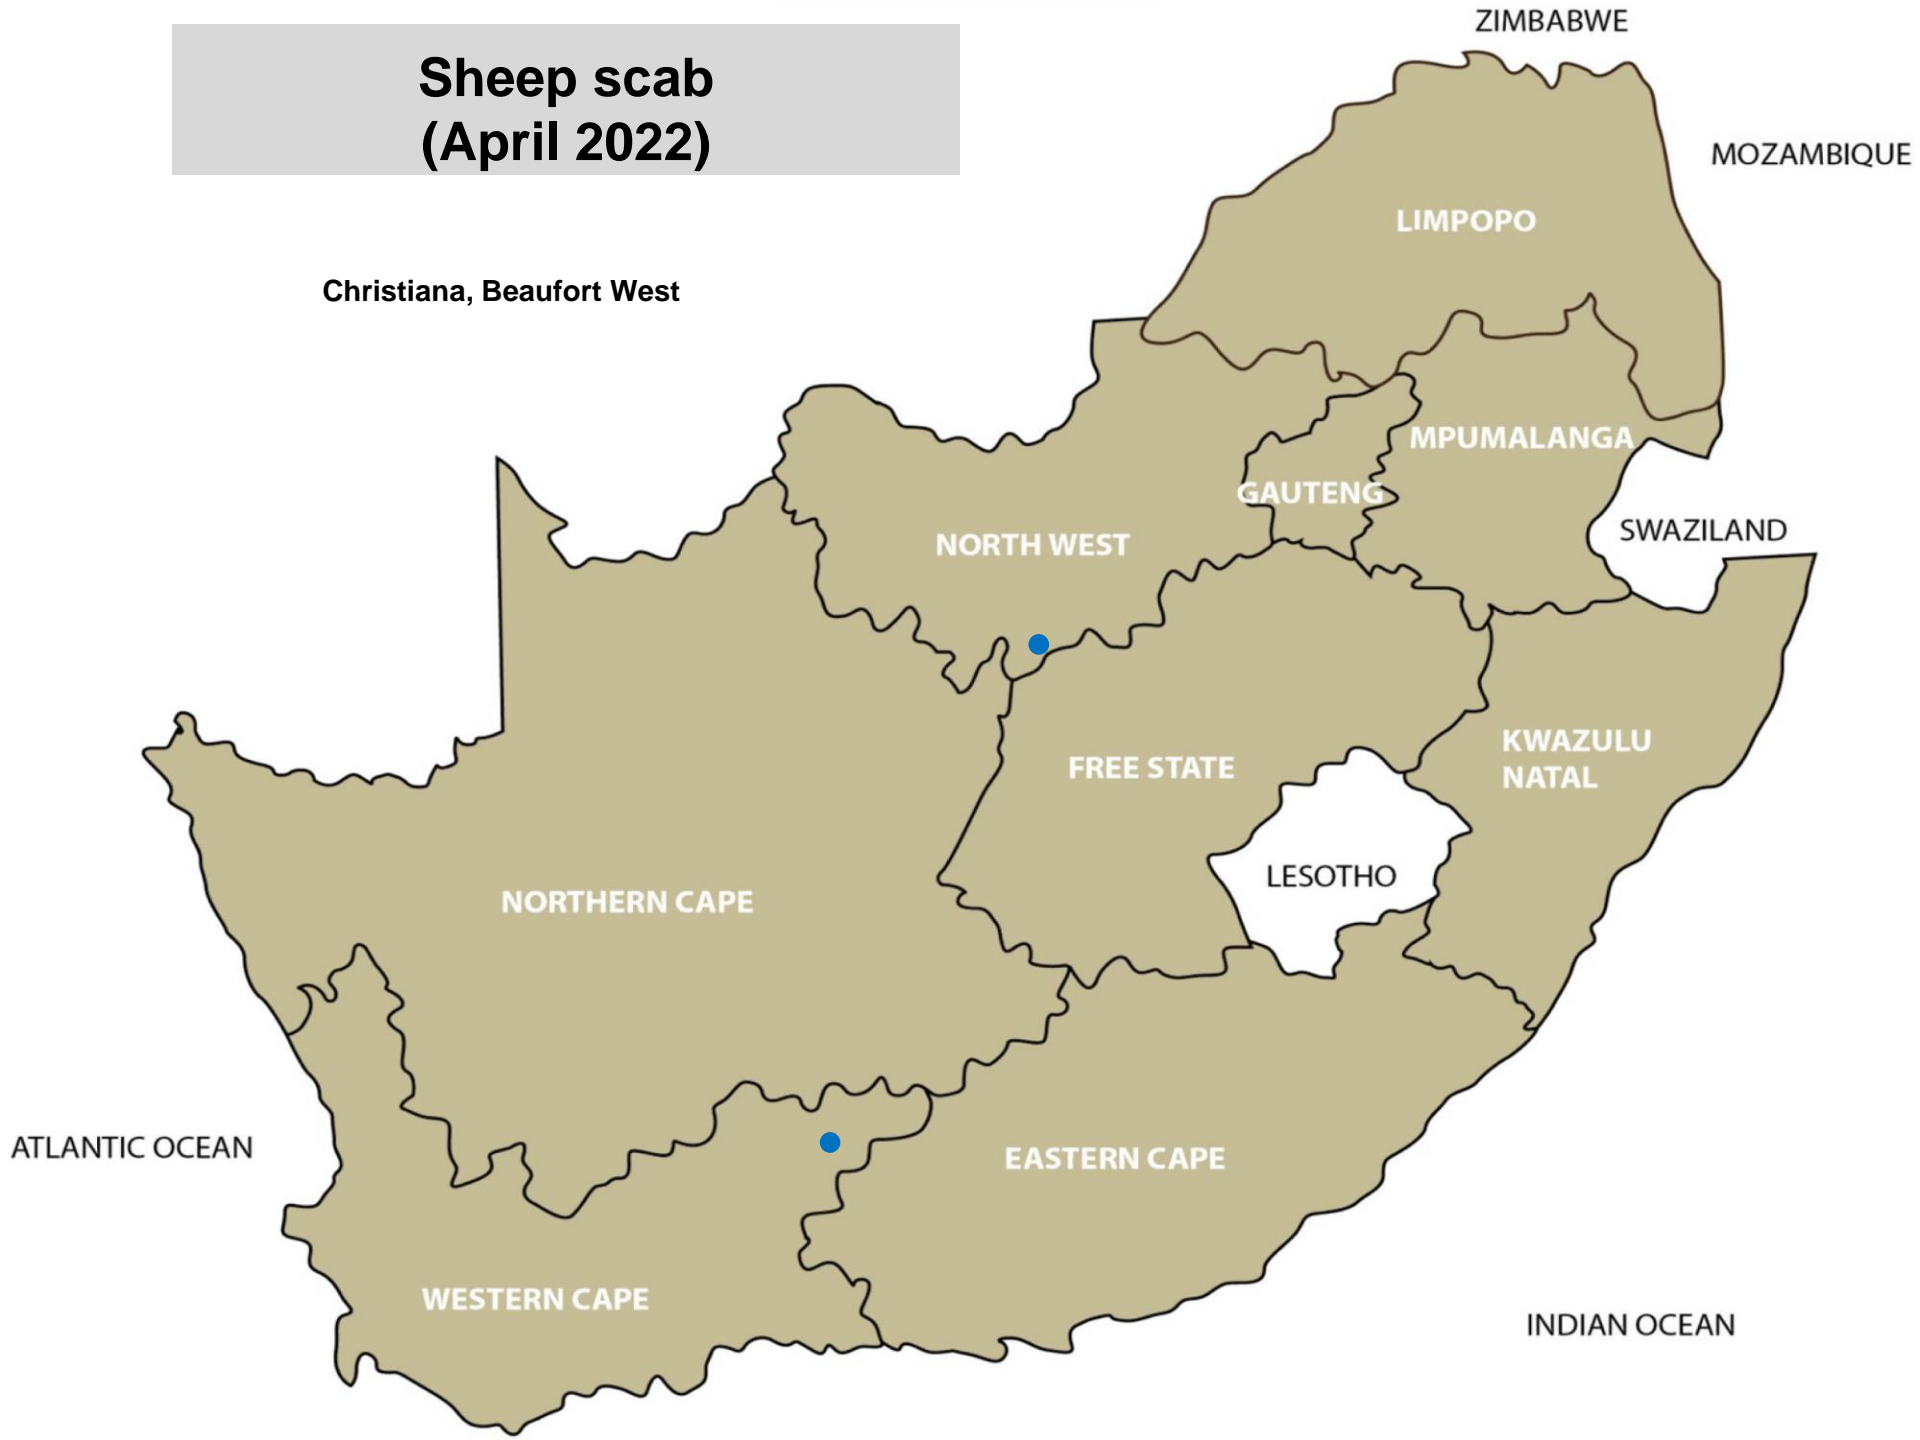 ZIMBABWE
Sheep scab
(April 2022)
MOZAMBIQUE
LIMPOPO
Christiana, Beaufort West
MPUMALANGA
GAUTENG
SWAZILAND
NORTH WEST
KWAZULU
NATAL
FREE STATE
LESOTHO
NORTHERN CAPE
ATLANTIC OCEAN
EASTERN CAPE
WESTERN CAPE
INDIAN OCEAN